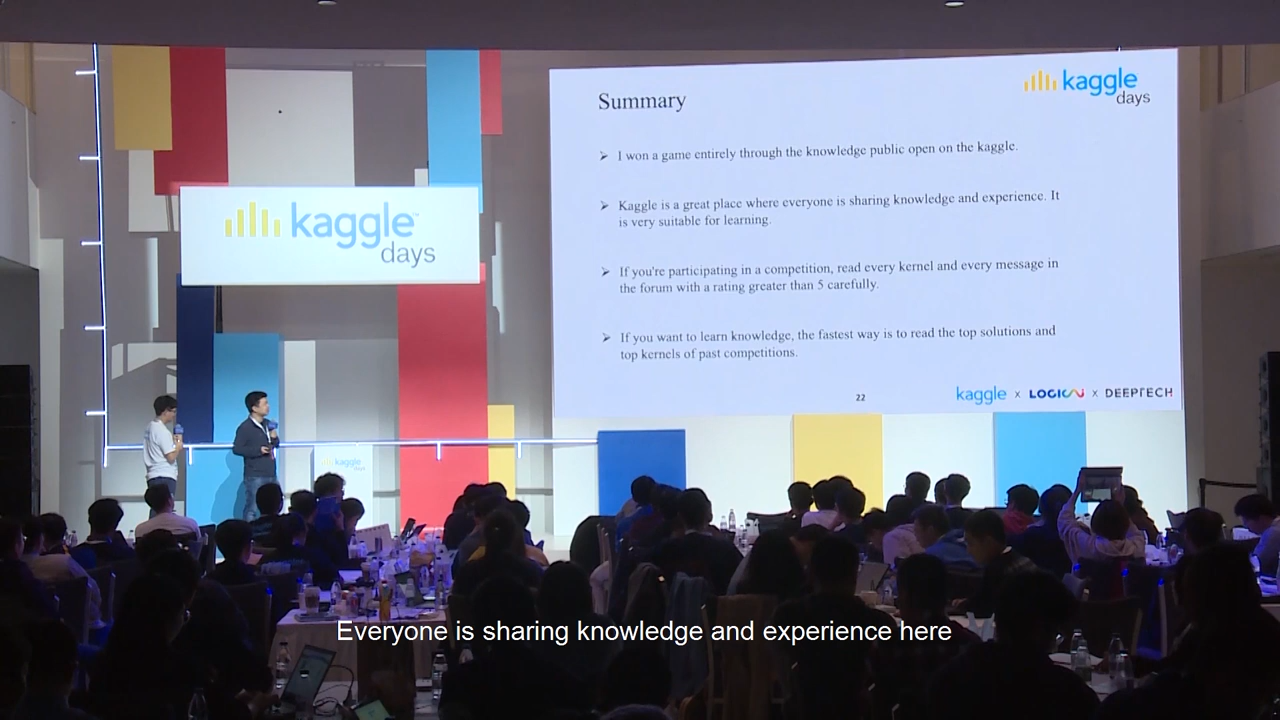 kaggle
days
Summary
kaggle
days
➢ I won a game entirely through the knowledge public open on the kaggle.
➢ Kaggle is a great place where everyone is sharing knowledge and experience. It
is very suitable for learning.
➢ If you're participating in a competition, read every kernel and every message in
the forum with a rating greater than 5 carefully.
➢ If you want to learn knowledge, the fastest way is to read the top solutions and
top kernels of past competitions.
22
kaggle x LOGICAI x DEEPTECH
kaggle
days
Everyone is sharing knowledge and experience here